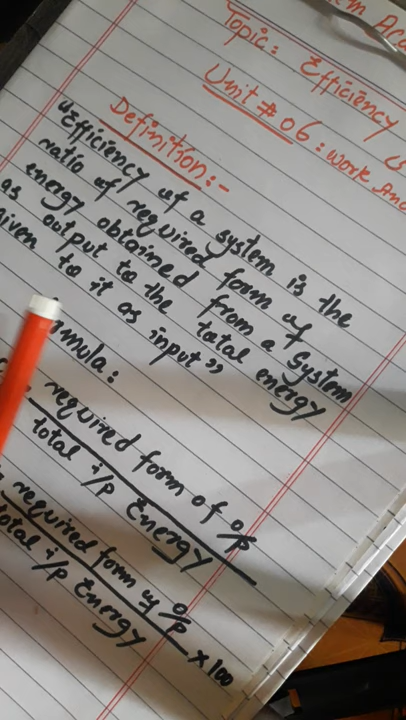 Topic: Efficiency
Unit # 06: Work And
Definition:-
"Efficiency of a system is the
ratio of required form of
energy obtained from a system
as output to the total energy
given to it as input"
mula:
required form of o/p
total i/p Energy
required form of o/p
total i/p Energy × 100